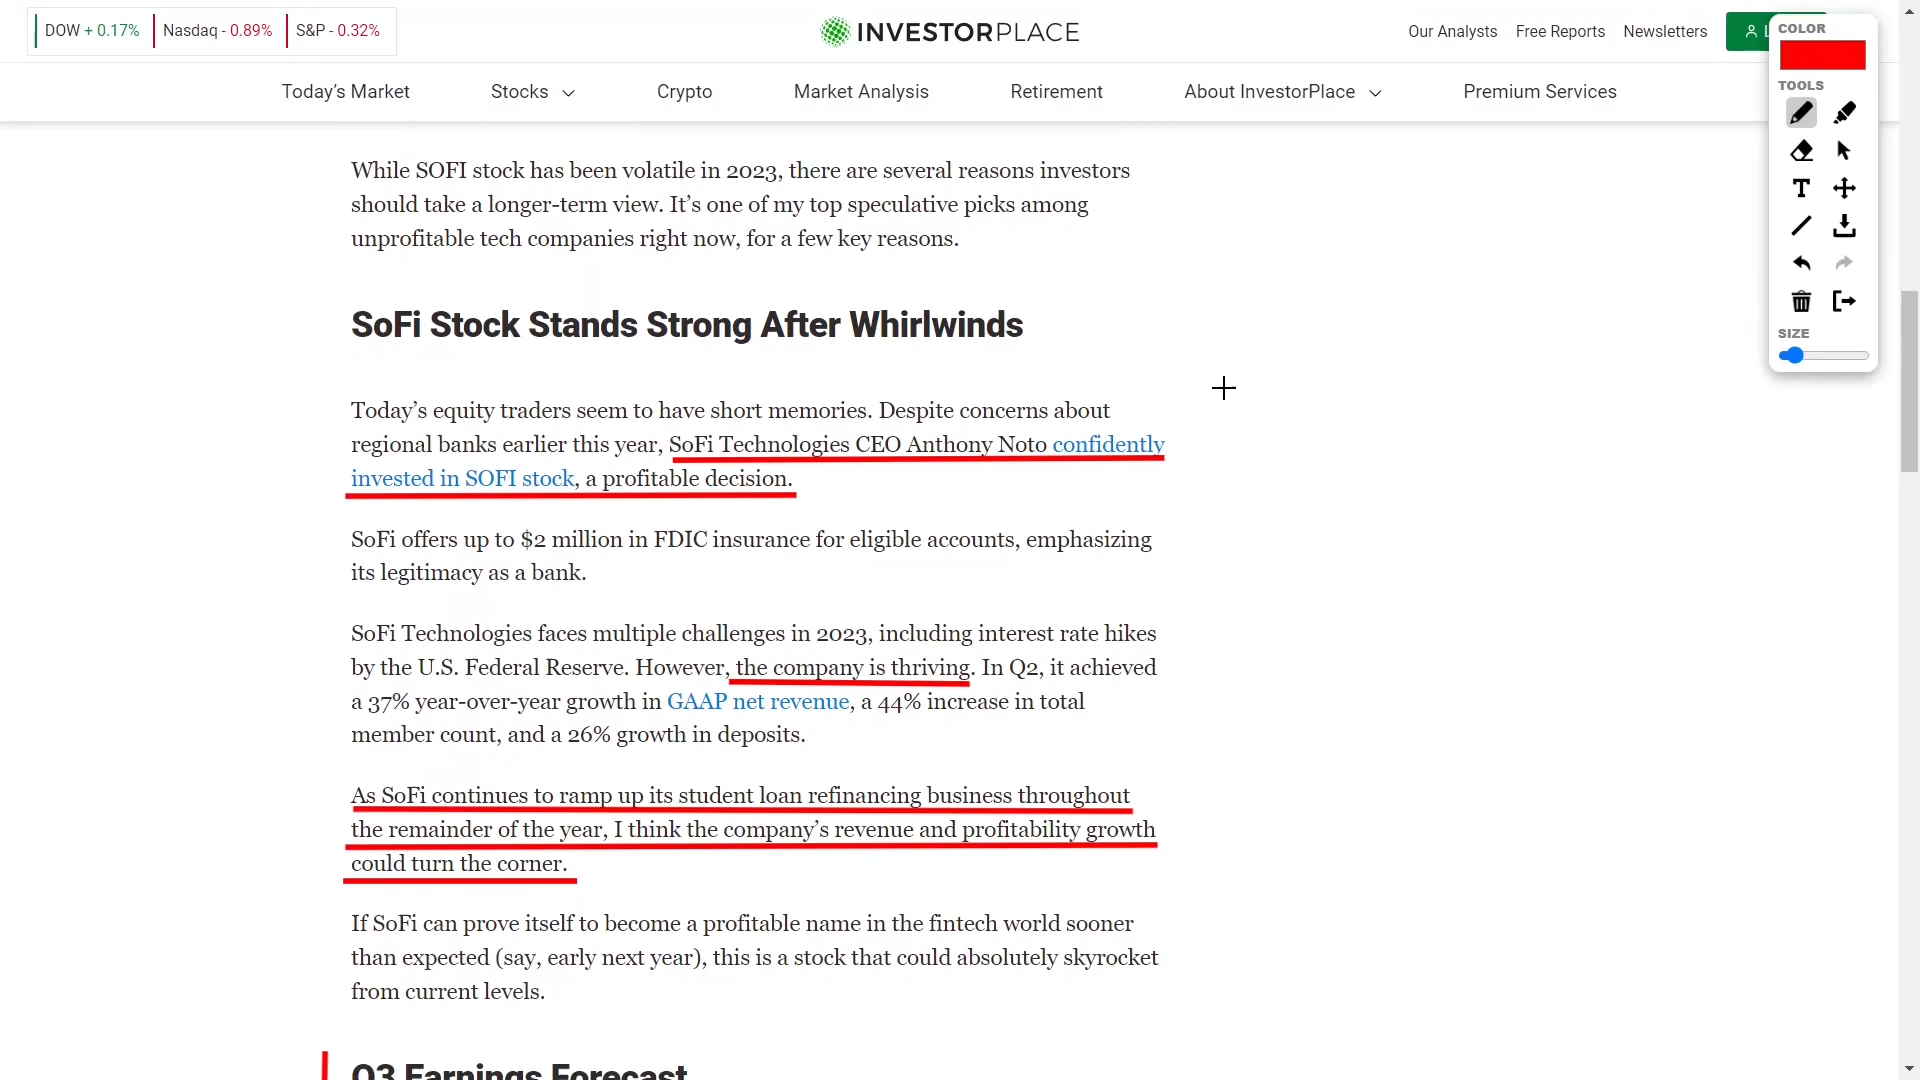 DOW + 0.17% Nasdaq - 0.89% S&P - 0.32%
INVESTORPLACE
Our Analysts Free Reports Newsletters
COLOR
Today’s Market Stocks Crypto Market Analysis Retirement About InvestorPlace Premium Services
TOOLS
T
SIZE
While SOFI stock has been volatile in 2023, there are several reasons investors
should take a longer-term view. It’s one of my top speculative picks among
unprofitable tech companies right now, for a few key reasons.
SoFi Stock Stands Strong After Whirlwinds
Today’s equity traders seem to have short memories. Despite concerns about
regional banks earlier this year, SoFi Technologies CEO Anthony Noto confidently
invested in SOFI stock, a profitable decision.
SoFi offers up to $2 million in FDIC insurance for eligible accounts, emphasizing
its legitimacy as a bank.
SoFi Technologies faces multiple challenges in 2023, including interest rate hikes
by the U.S. Federal Reserve. However, the company is thriving. In Q2, it achieved
a 37% year-over-year growth in GAAP net revenue, a 44% increase in total
member count, and a 26% growth in deposits.
As SoFi continues to ramp up its student loan refinancing business throughout
the remainder of the year, I think the company’s revenue and profitability growth
could turn the corner.
If SoFi can prove itself to become a profitable name in the fintech world sooner
than expected (say, early next year), this is a stock that could absolutely skyrocket
from current levels.
Q3 Earnings Forecast